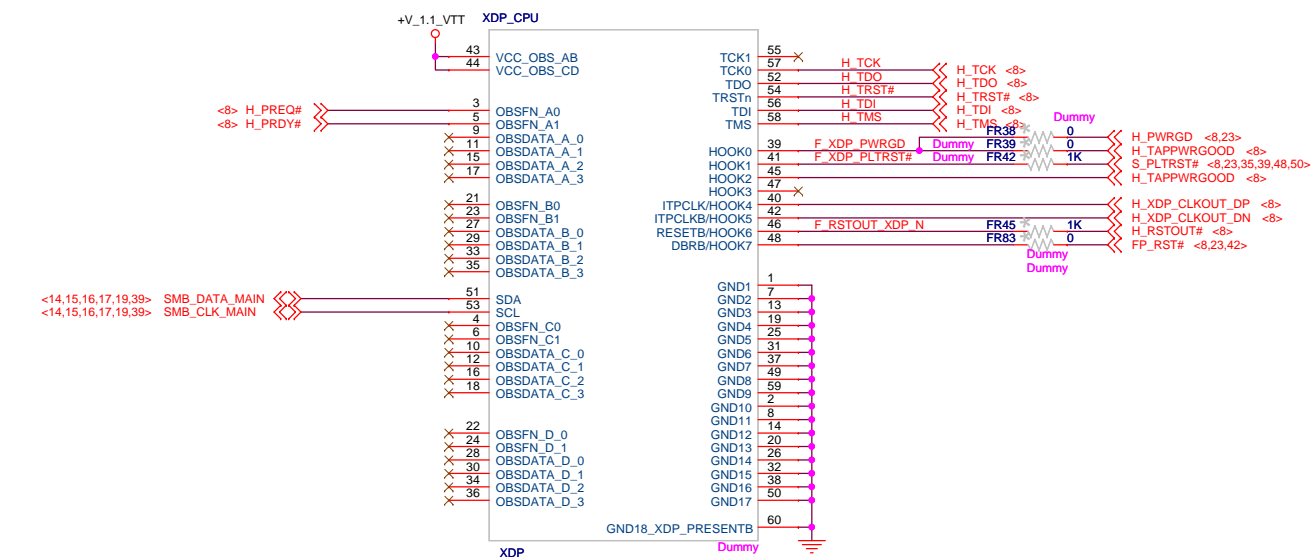 +V_1.1_VTT XDP_CPU
43 VCC_OBS_AB
44 VCC_OBS_CD
<8> H_PREQ# 3 OBSFN_A0
<8> H_PRDY# 5 OBSFN_A1
9 OBSDATA_A_0
11 OBSDATA_A_1
15 OBSDATA_A_2
17 OBSDATA_A_3
21 OBSFN_B0
23 OBSFN_B1
27 OBSDATA_B_0
29 OBSDATA_B_1
33 OBSDATA_B_2
35 OBSDATA_B_3
<14,15,16,17,19,39> SMB_DATA_MAIN 51 SDA
<14,15,16,17,19,39> SMB_CLK_MAIN 53 SCL
4 OBSFN_C0
6 OBSFN_C1
10 OBSDATA_C_0
12 OBSDATA_C_1
16 OBSDATA_C_2
18 OBSDATA_C_3
22 OBSFN_D_0
24 OBSFN_D_1
28 OBSDATA_D_0
30 OBSDATA_D_1
34 OBSDATA_D_2
36 OBSDATA_D_3
TCK1 55
TCK0 57 H_TCK H_TCK <8>
TDO 52 H_TDO H_TDO <8>
TRSTn 54 H_TRST# H_TRST# <8>
TDI 56 H_TDI H_TDI <8>
TMS 58 H_TMS H_TMS <8>
Dummy
FR38 0 H_PWRGD <8,23>
HOOK0 39 F_XDP_PWRGD Dummy FR39 0 H_TAPPWRGOOD <8>
HOOK1 41 F_XDP_PLTRST# Dummy FR42 1K S_PLTRST# <8,23,35,39,48,50>
HOOK2 45 H_TAPPWRGOOD <8>
HOOK3 47
ITPCLK/HOOK4 40 H_XDP_CLKOUT_DP <8>
ITPCLKB/HOOK5 42 H_XDP_CLKOUT_DN <8>
RESETB/HOOK6 46 F_RSTOUT_XDP_N FR45 1K H_RSTOUT# <8>
DBRB/HOOK7 48 FR83 0 FP_RST# <8,23,42>
Dummy
Dummy
GND1 1
GND2 7
GND3 13
GND4 19
GND5 25
GND6 31
GND7 37
GND8 49
GND9 59
GND10 2
GND11 8
GND12 14
GND13 20
GND14 26
GND15 32
GND16 38
GND17 50
GND18_XDP_PRESENTB 60
XDP Dummy